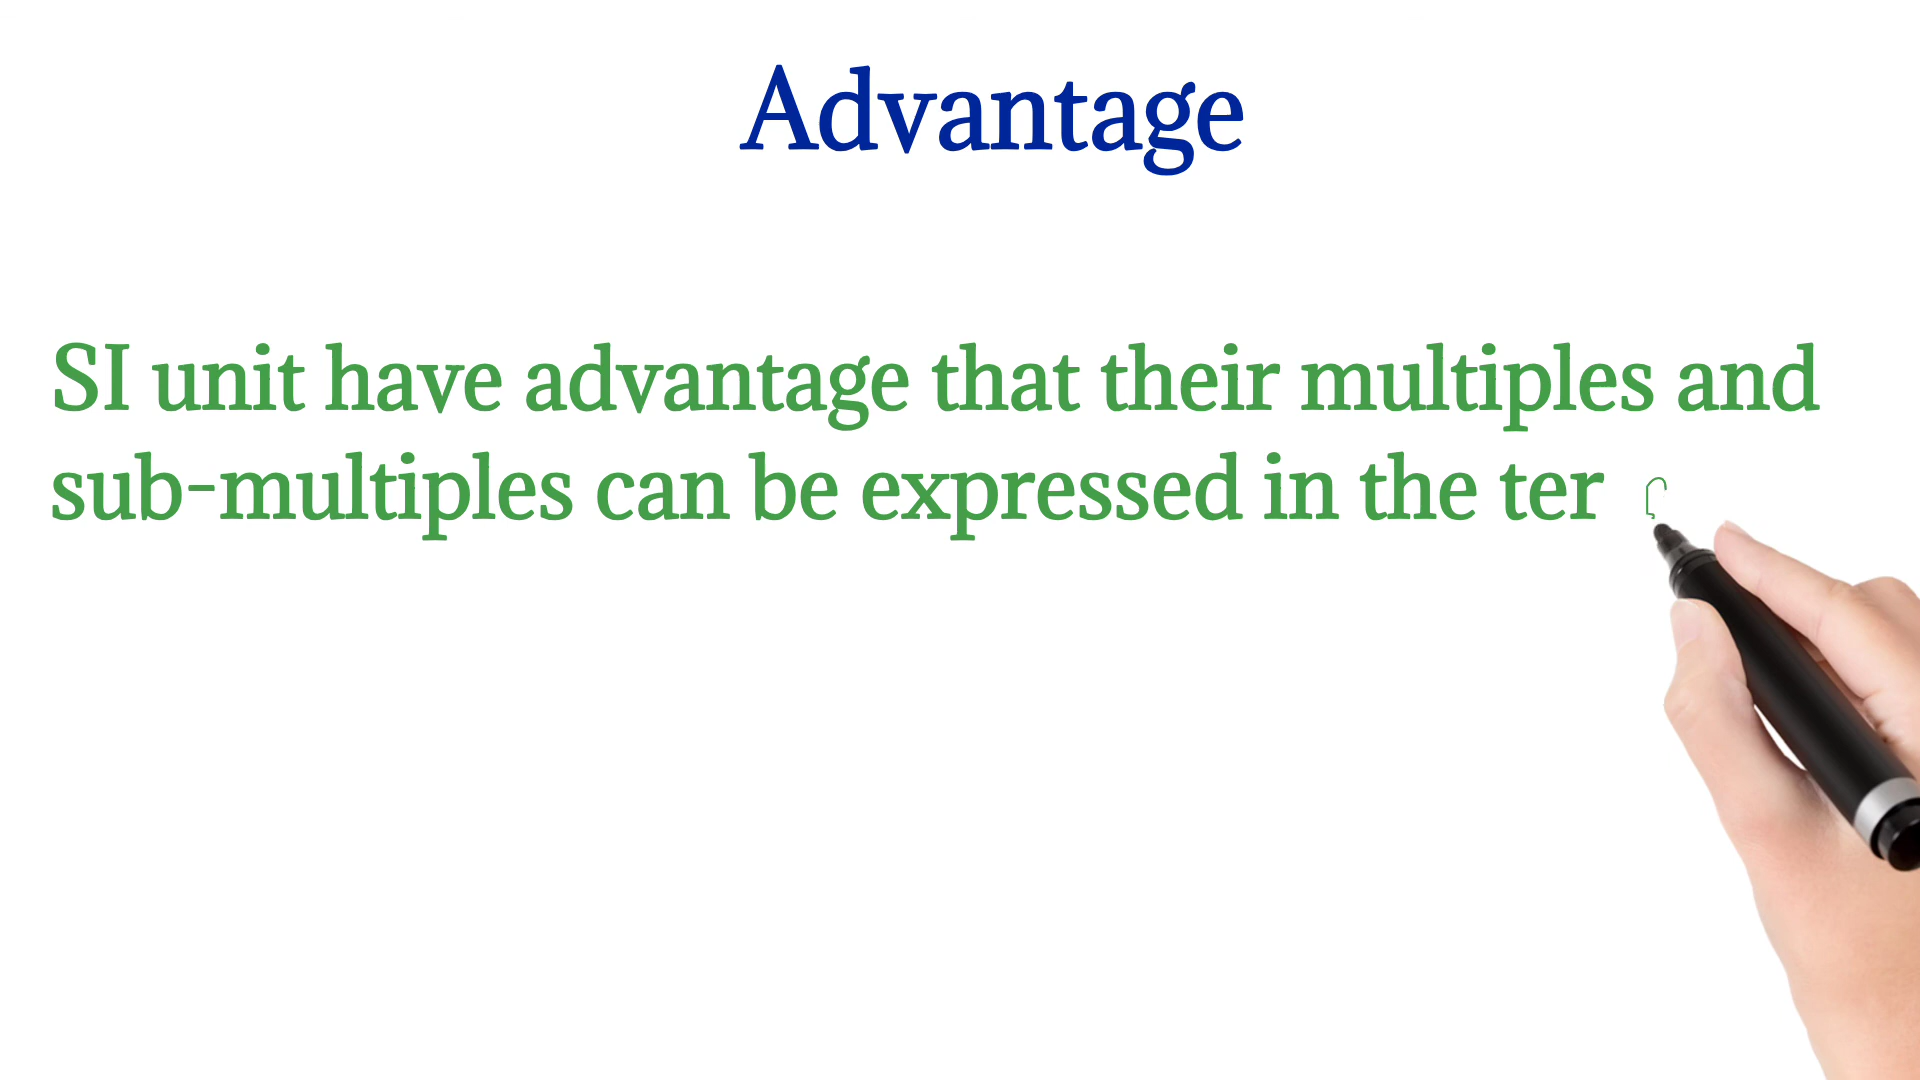 Advantage
SI unit have advantage that their multiples and
sub-multiples can be expressed in the ter